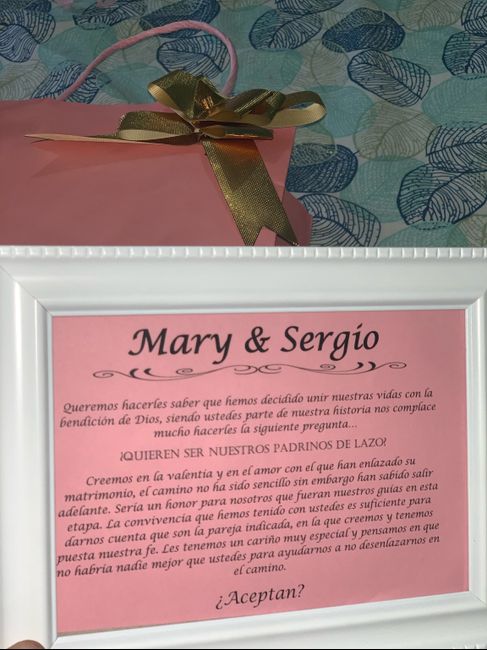 Mary & Sergio
Queremos hacerles saber que hemos decidido unir nuestras vidas con la
bendición de Dios, siendo ustedes parte de nuestra historia nos complace
mucho hacerles la siguiente pregunta...
¡QUIEREN SER NUESTROS PADRINOS DE LAZO!
Creemos en la valentía y en el amor con el que han enlazado su
matrimonio, el camino no ha sido sencillo sin embargo han sabido salir
adelante. Sería un honor para nosotros que fueran nuestros guías en esta
etapa. La convivencia que hemos tenido con ustedes es suficiente para
darnos cuenta que son la pareja indicada, en la que creemos y tenemos
puesta nuestra fe. Les tenemos un cariño muy especial y pensamos en que
no habría nadie mejor que ustedes para ayudarnos a no desenlazarnos en
el camino.
¿Aceptan?